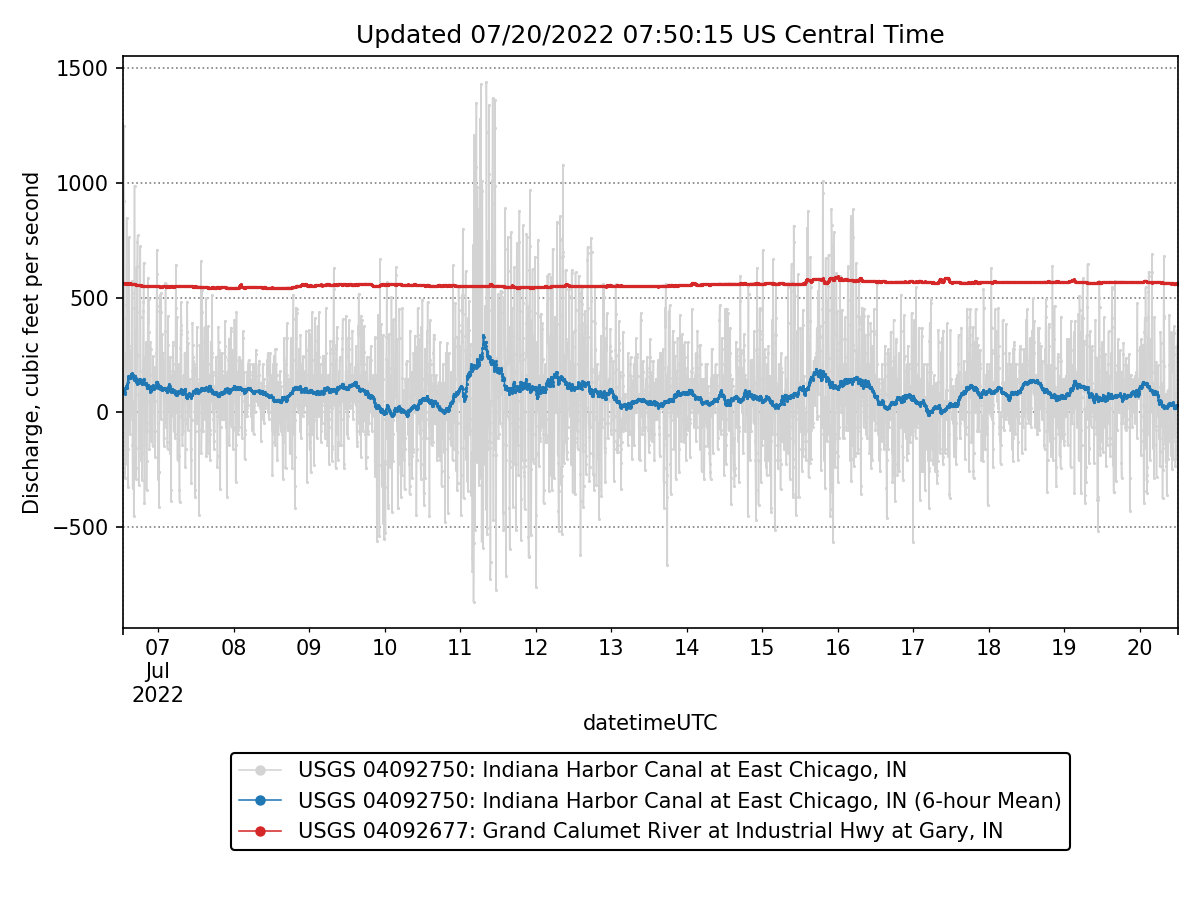 Updated 07/20/2022 07:50:15 US Central Time
Discharge, cubic feet per second
1500
1000
500
0
−500
07 08 09 10 11 12 13 14 15 16 17 18 19 20
Jul
2022
datetimeUTC
USGS 04092750: Indiana Harbor Canal at East Chicago, IN
USGS 04092750: Indiana Harbor Canal at East Chicago, IN (6-hour Mean)
USGS 04092677: Grand Calumet River at Industrial Hwy at Gary, IN